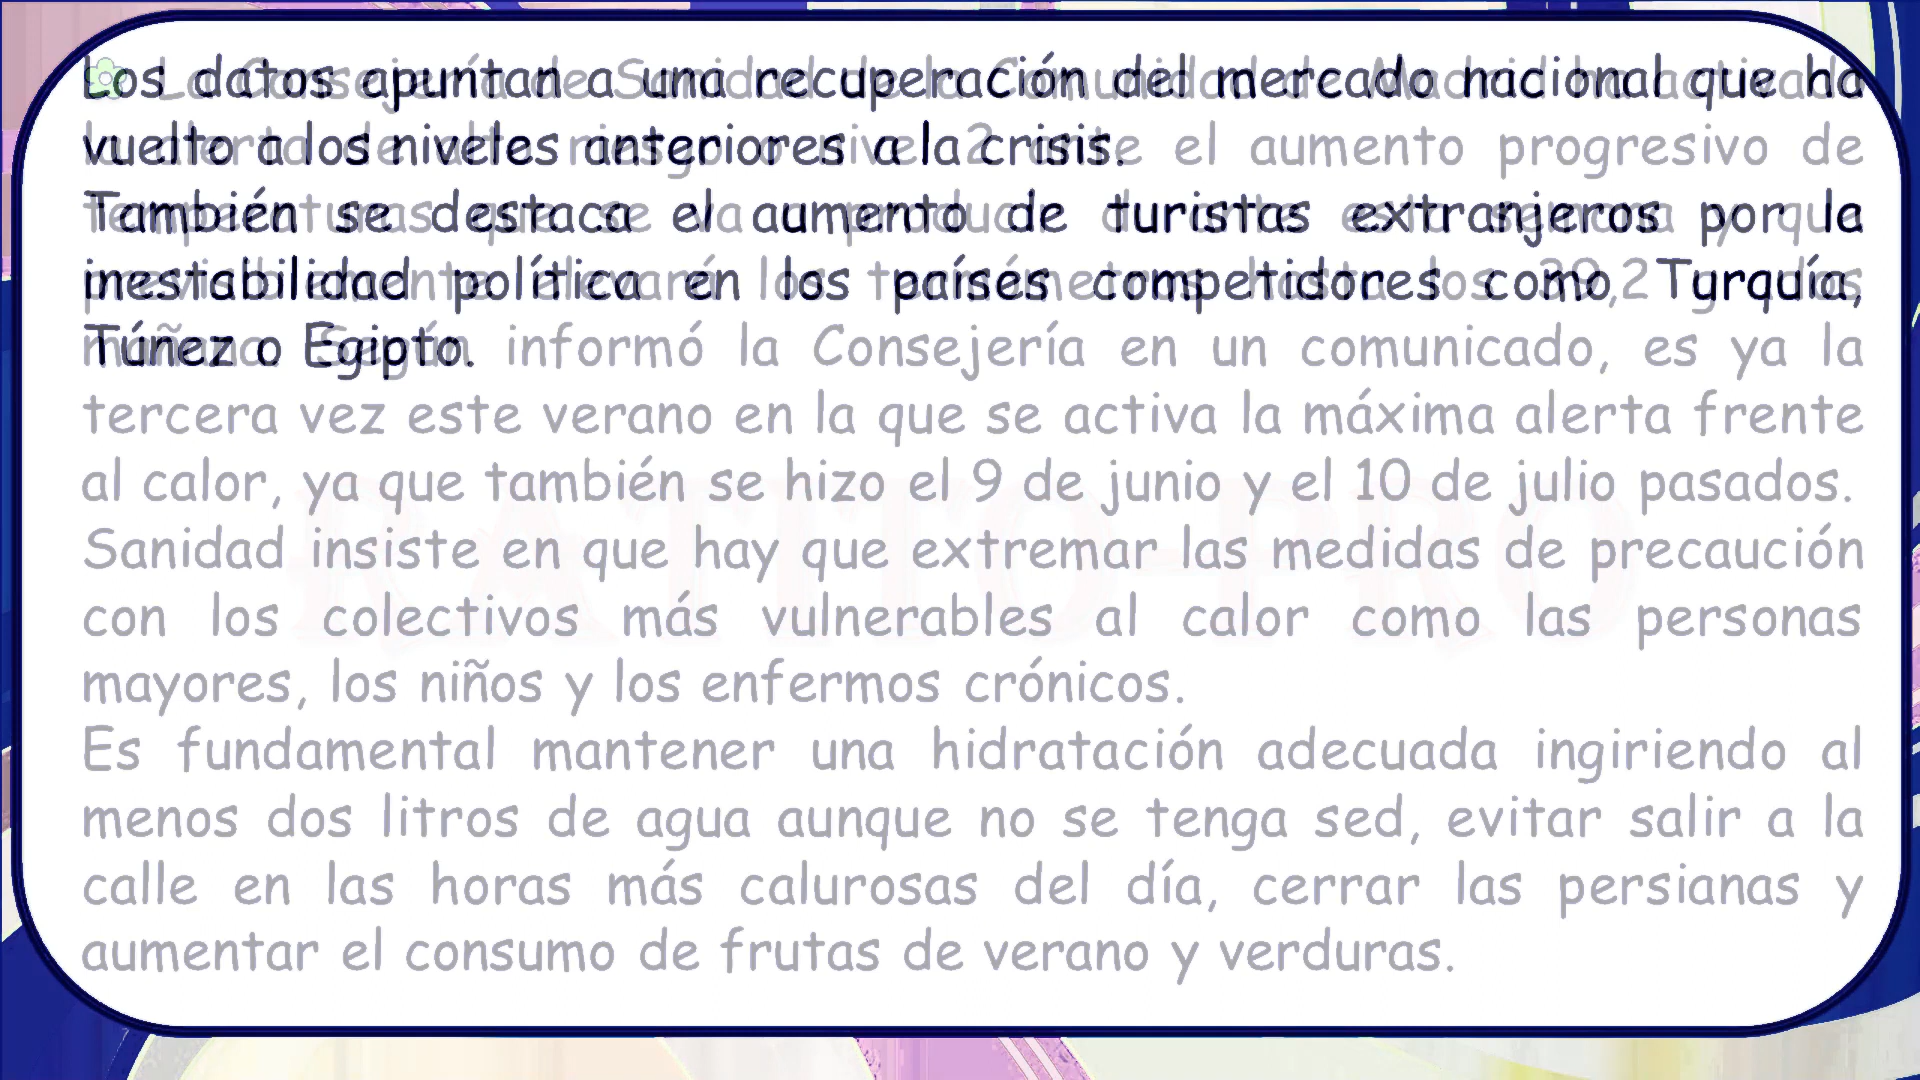 Los datos apuntan a una recuperación del mercado nacional que ha
vuelto a los niveles anteriores a la crisis.
el aumento progresivo de
También se destaca el aumento de turistas extranjeros por la
inestabilidad política en los países competidores como Turquía,
Túnez o Egipto.
informó la Consejería en un comunicado, es ya la
tercera vez este verano en la que se activa la máxima alerta frente
al calor, ya que también se hizo el 9 de junio y el 10 de julio pasados.
Sanidad insiste en que hay que extremar las medidas de precaución
con los colectivos más vulnerables al calor como las personas
mayores, los niños y los enfermos crónicos.
Es fundamental mantener una hidratación adecuada ingiriendo al
menos dos litros de agua aunque no se tenga sed, evitar salir a la
calle en las horas más calurosas del día, cerrar las persianas y
aumentar el consumo de frutas de verano y verduras.
7